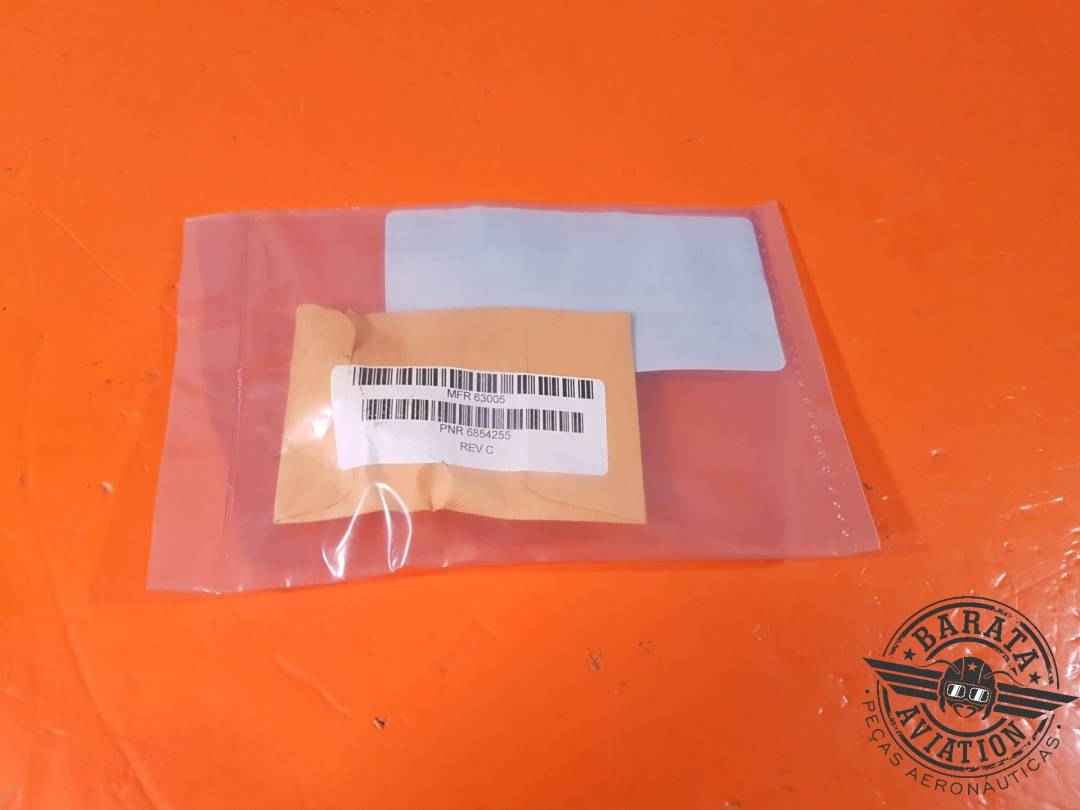 MFR 63005
PNR 6854255
REV C
BARATA
AVIATION
PEÇAS AERONÁUTICAS